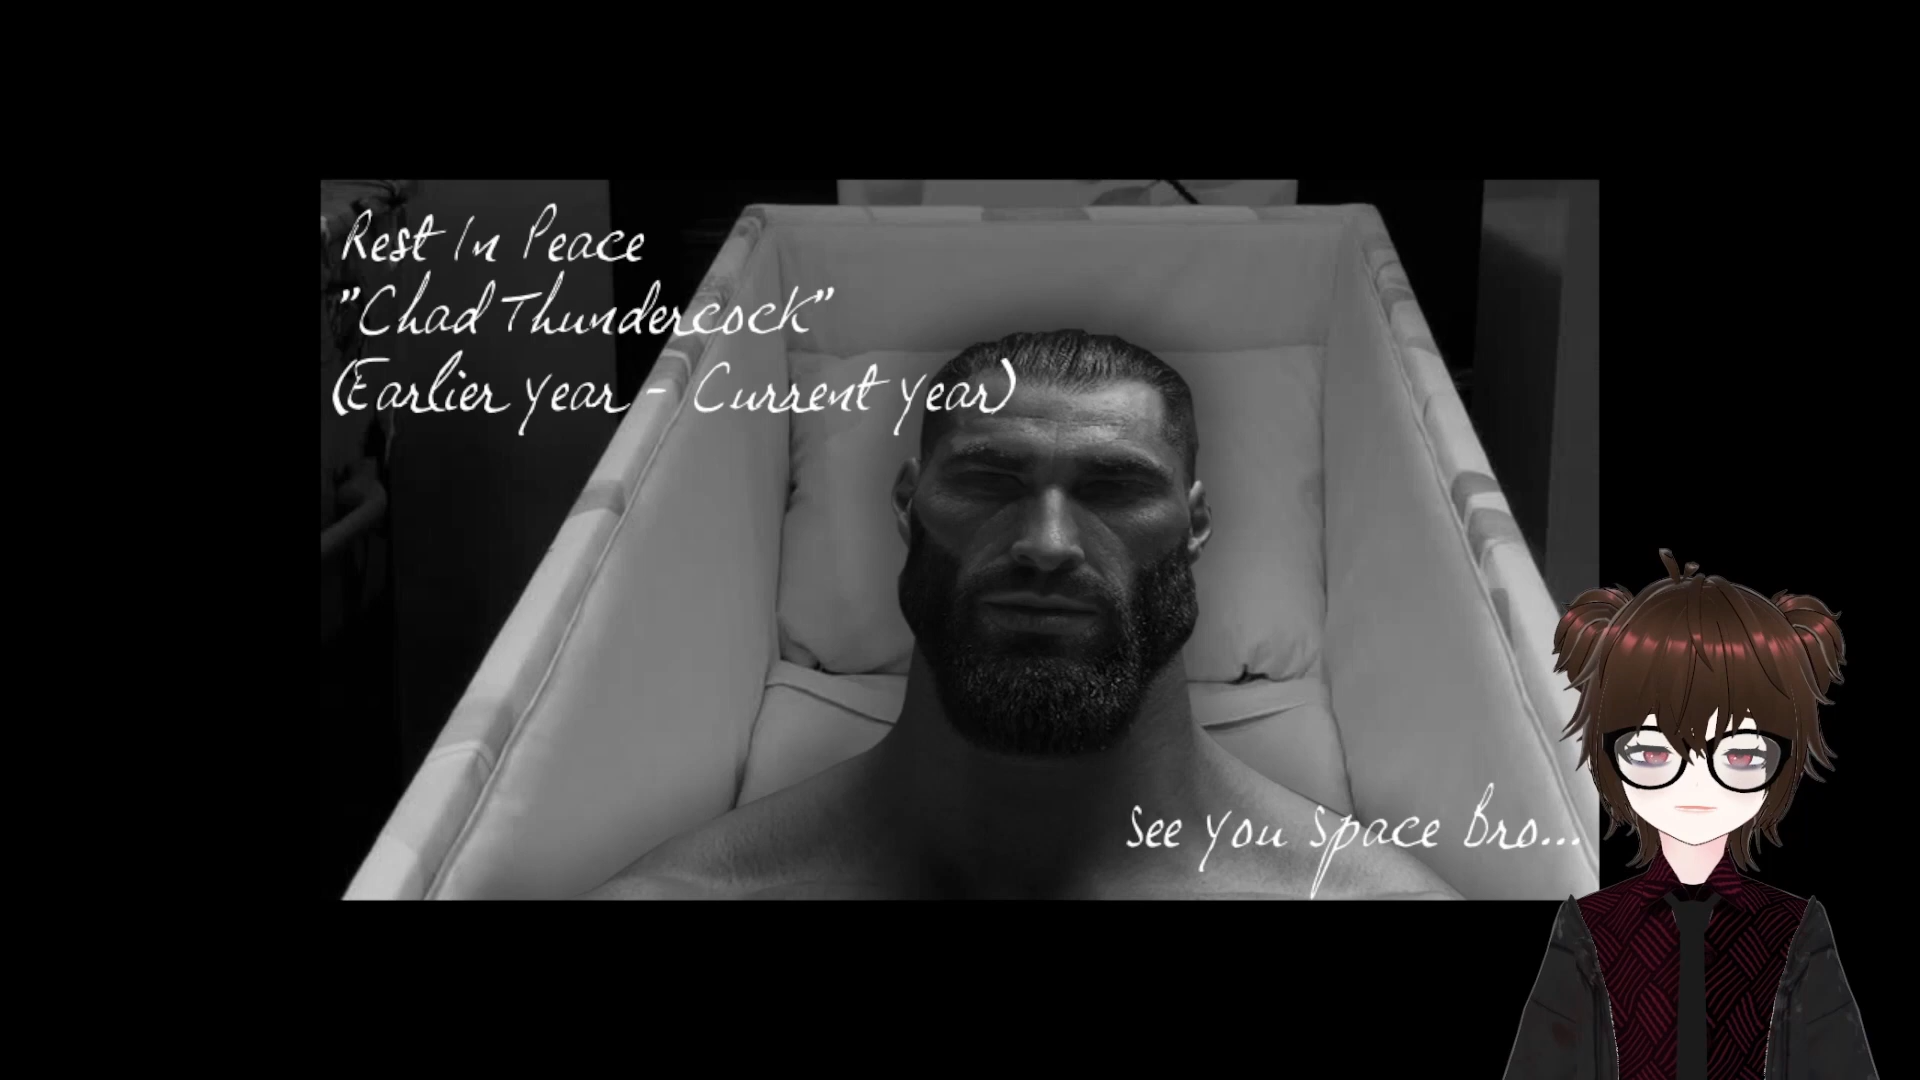 Rest In Peace
"Chad Thundercock"
(Earlier year - Current year)
See you Space Bro...